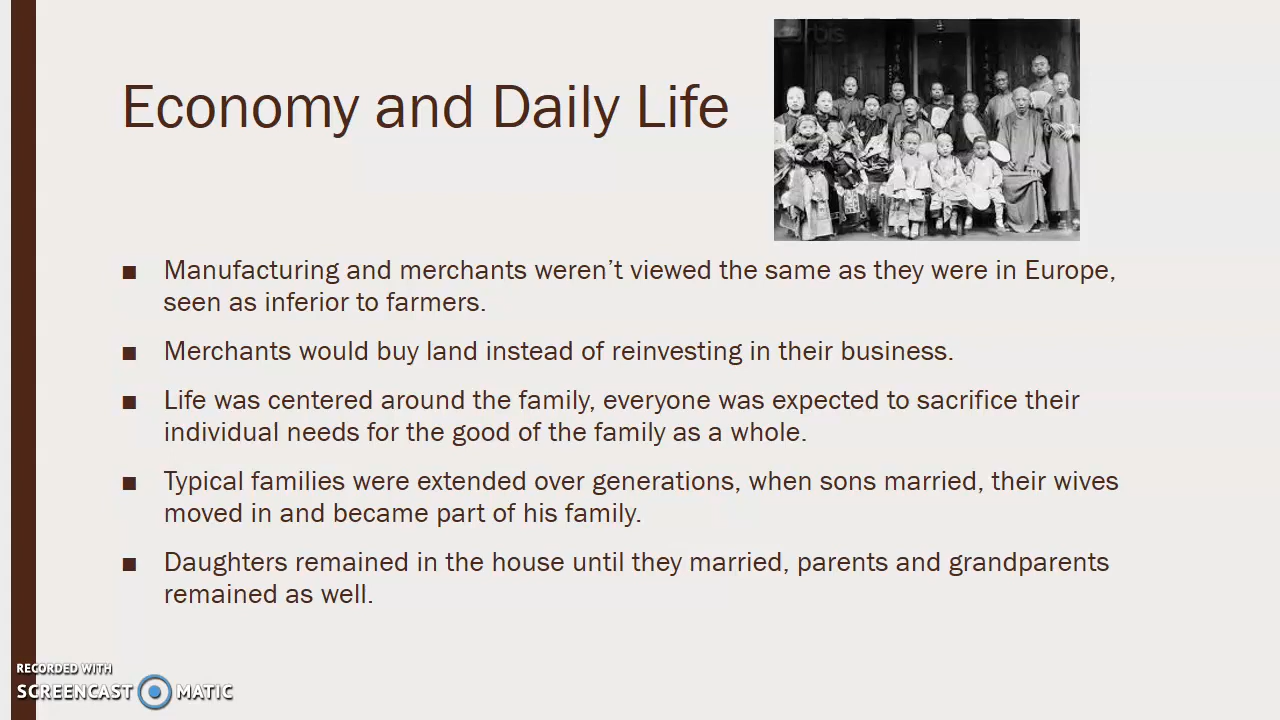 Economy and Daily Life
■ Manufacturing and merchants weren’t viewed the same as they were in Europe,
seen as inferior to farmers.
■ Merchants would buy land instead of reinvesting in their business.
■ Life was centered around the family, everyone was expected to sacrifice their
individual needs for the good of the family as a whole.
■ Typical families were extended over generations, when sons married, their wives
moved in and became part of his family.
■ Daughters remained in the house until they married, parents and grandparents
remained as well.
RECORDED WITH
SCREENCAST MATIC